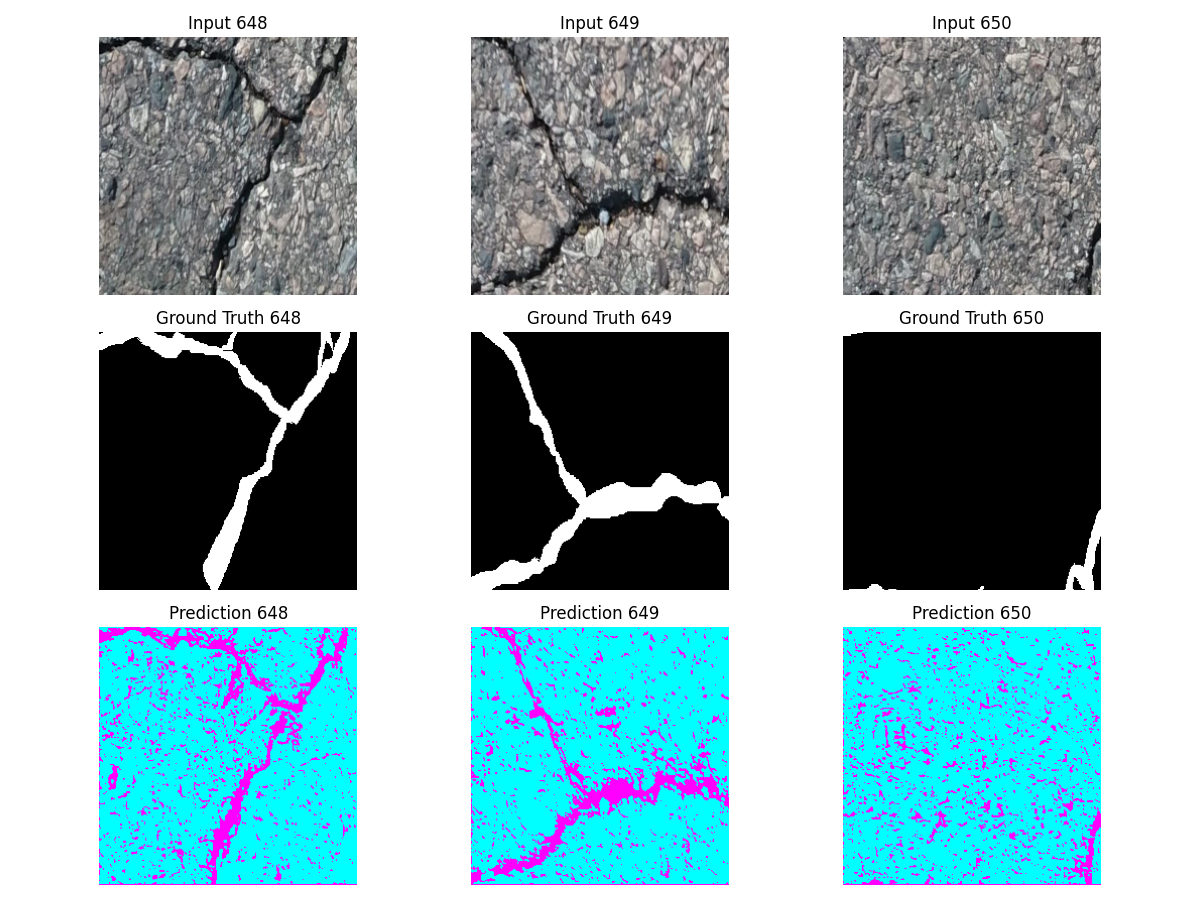 Input 648
Input 649
Input 650
Ground Truth 648
Ground Truth 649
Ground Truth 650
Prediction 648
Prediction 649
Prediction 650